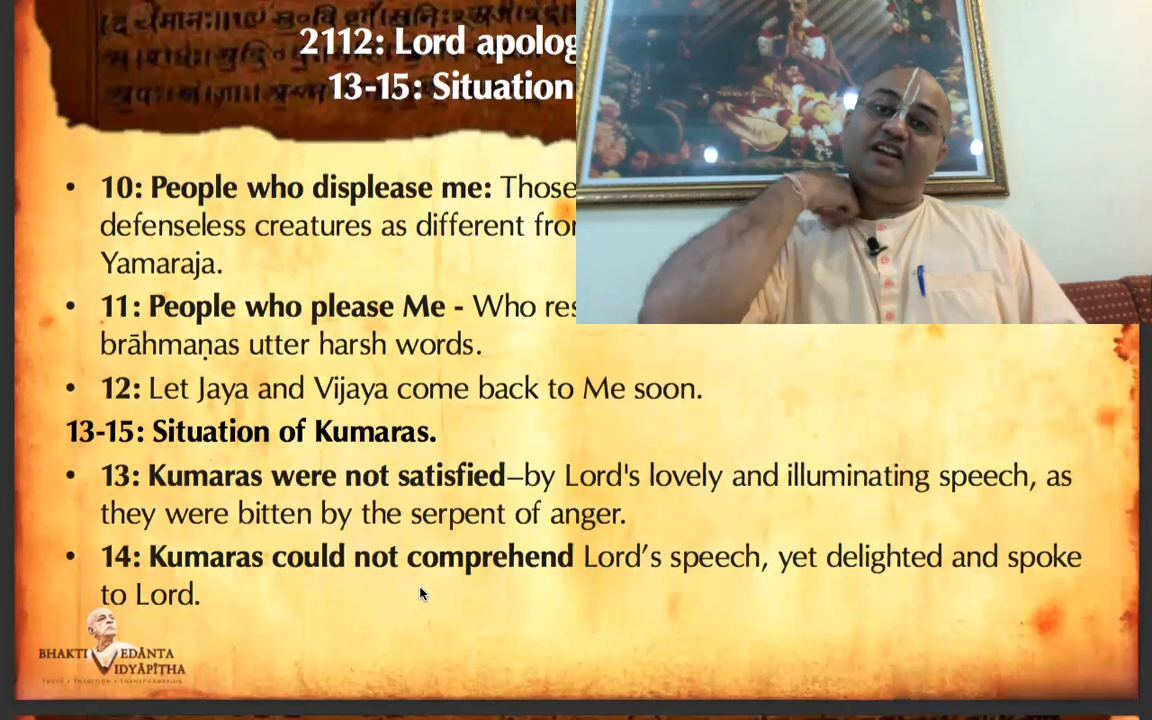 2112: Lord apolog
13-15: Situation
• 10: People who displease me: Those
defenseless creatures as different from
Yamaraja.
• 11: People who please Me - Who res
brāhmaṇas utter harsh words.
• 12: Let Jaya and Vijaya come back to Me soon.
13-15: Situation of Kumaras.
• 13: Kumaras were not satisfied–by Lord's lovely and illuminating speech, as
they were bitten by the serpent of anger.
• 14: Kumaras could not comprehend Lord’s speech, yet delighted and spoke
to Lord.
BHAKTI VEDĀNTA
VIDYĀPĪṬHA